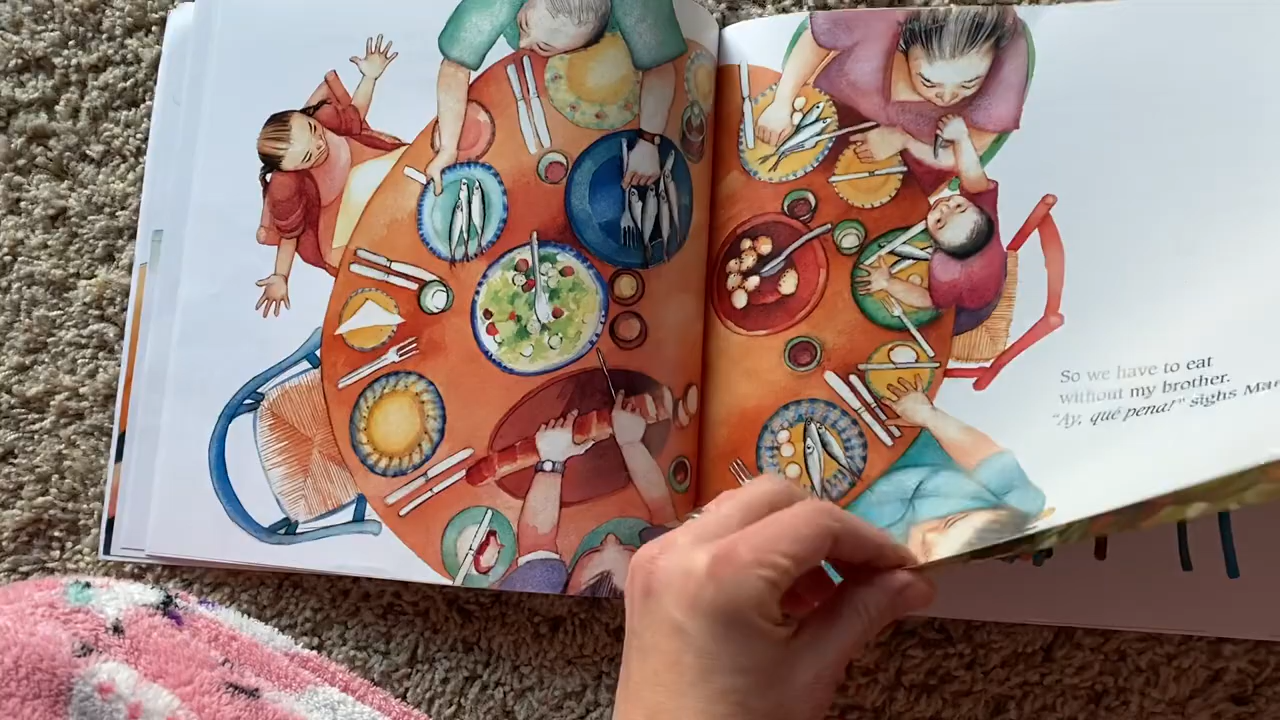 So we have to eat
without my brother.
"Ay, qué pena!" sighs